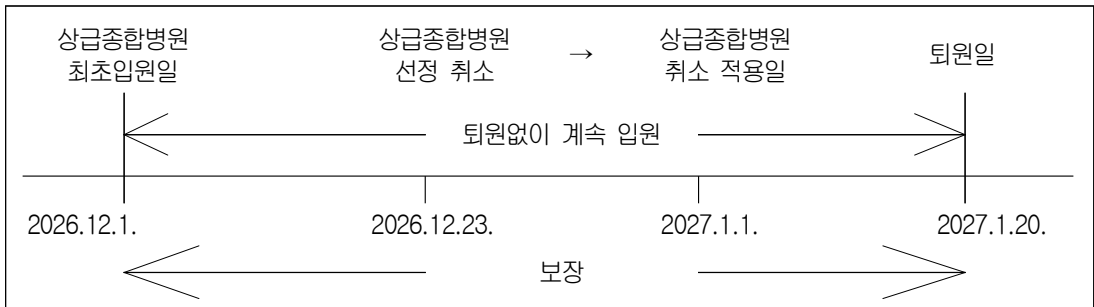 상급종합병원 상급종합병원 → 상급종합병원 퇴원일
최초입원일 선정 취소 취소 적용일
퇴원없이 계속 입원
2026.12.1. 2026.12.23. 2027.1.1. 2027.1.20.
보장